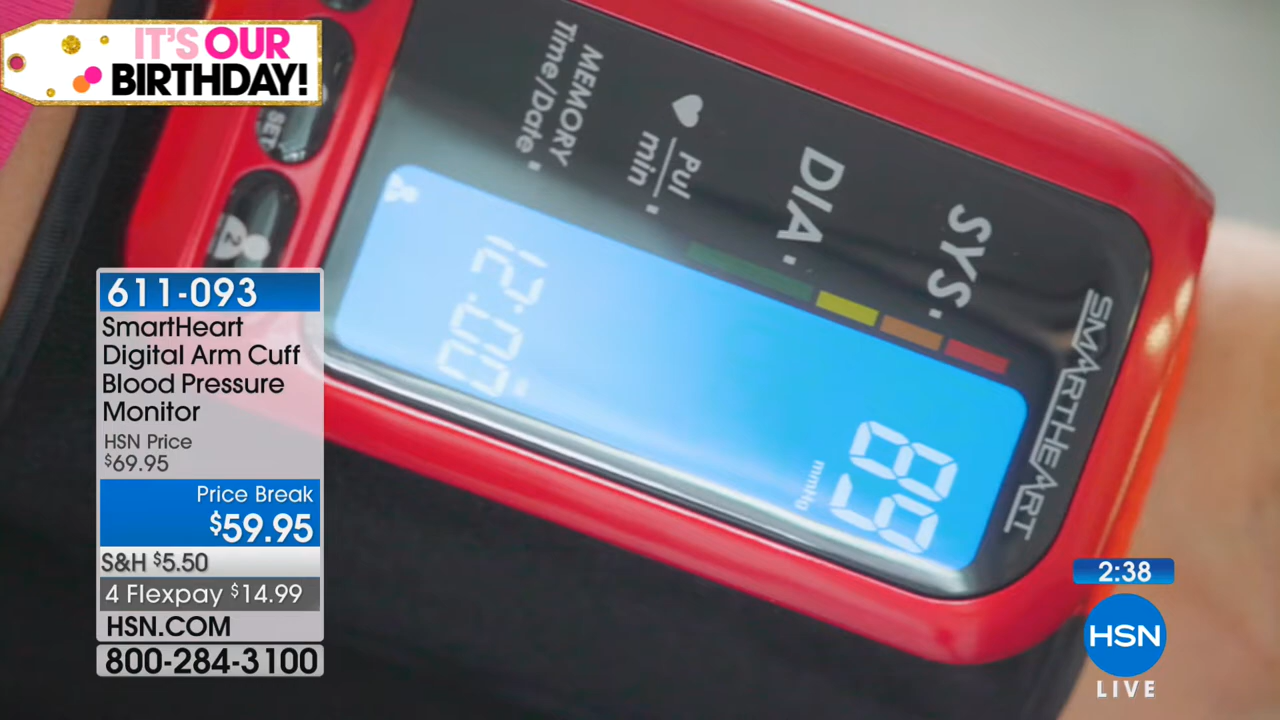 IT'S OUR
BIRTHDAY!
611-093
SmartHeart
Digital Arm Cuff
Blood Pressure
Monitor
HSN Price
$69.95
Price Break
$59.95
S&H $5.50
4 Flexpay $14.99
HSN.COM
800-284-3100
SET
2
MEMORY
Time/Date
Pul
min
DIA.
SYS.
SMARTHEART
12:00
89
mmHg
2:38
HSN
LIVE